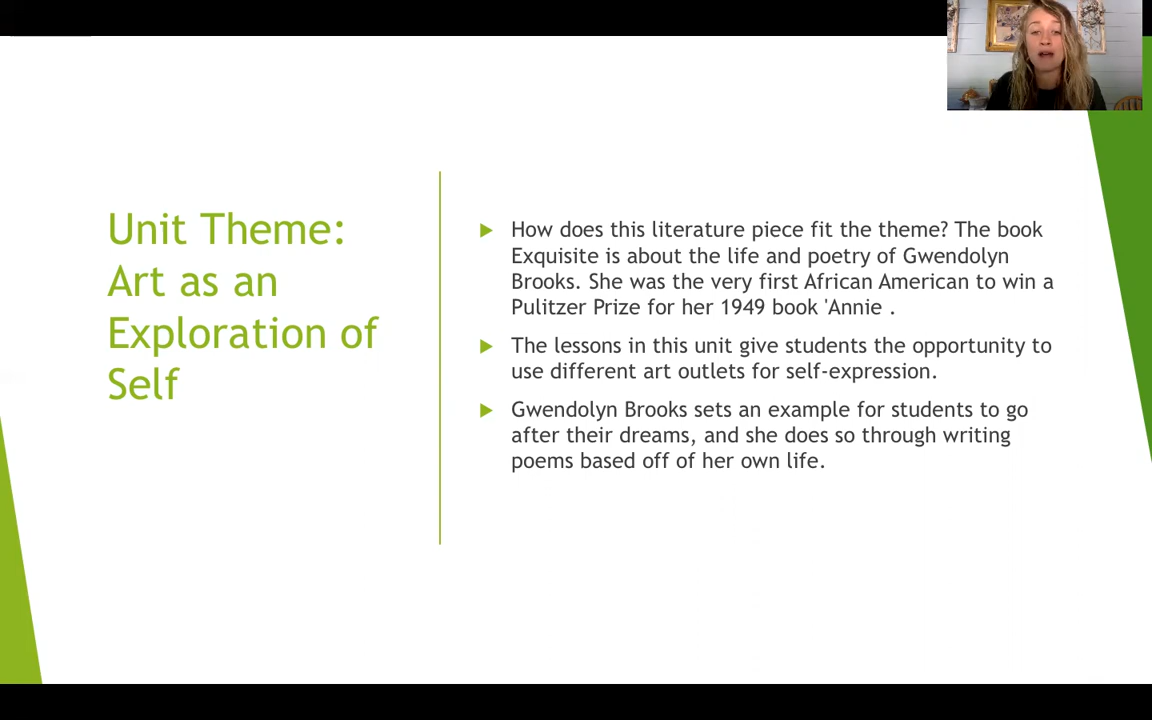 Unit Theme:
Art as an
Exploration of
Self
How does this literature piece fit the theme? The book
Exquisite is about the life and poetry of Gwendolyn
Brooks. She was the very first African American to win a
Pulitzer Prize for her 1949 book 'Annie .
The lessons in this unit give students the opportunity to
use different art outlets for self-expression.
Gwendolyn Brooks sets an example for students to go
after their dreams, and she does so through writing
poems based off of her own life.